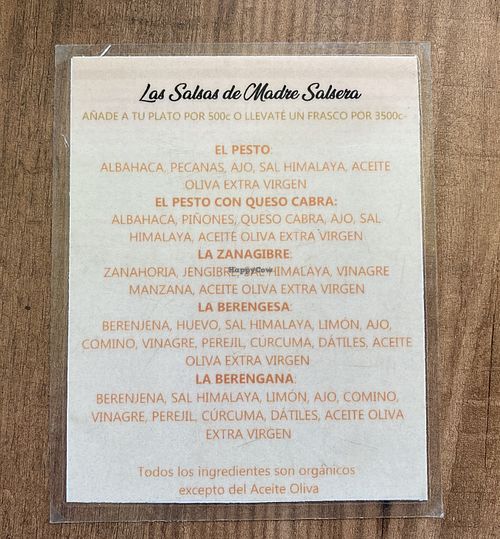 Las Salsas de Madre Salsera
AÑADE A TU PLATO POR 500c O LLEVATÉ UN FRASCO POR 3500c-
EL PESTO:
ALBAHACA, PECANAS, AJO, SAL HIMALAYA, ACEITE
OLIVA EXTRA VIRGEN
EL PESTO CON QUESO CABRA:
ALBAHACA, PIÑONES, QUESO CABRA, AJO, SAL
HIMALAYA, ACEITE OLIVA EXTRA VIRGEN
LA ZANAGIBRE:
ZANAHORIA, JENGIBRE, SAL HIMALAYA, VINAGRE
HappyCow
MANZANA, ACEITE OLIVA EXTRA VIRGEN
LA BERENGESA:
BERENJENA, HUEVO, SAL HIMALAYA, LIMÓN, AJO,
COMINO, VINAGRE, PEREJIL, CÚRCUMA, DÁTILES, ACEITE
OLIVA EXTRA VIRGEN
LA BERENGANA:
BERENJENA, SAL HIMALAYA, LIMÓN, AJO, COMINO,
VINAGRE, PEREJIL, CÚRCUMA, DÁTILES, ACEITE OLIVA
EXTRA VIRGEN
Todos los ingredientes son orgánicos
excepto del Aceite Oliva